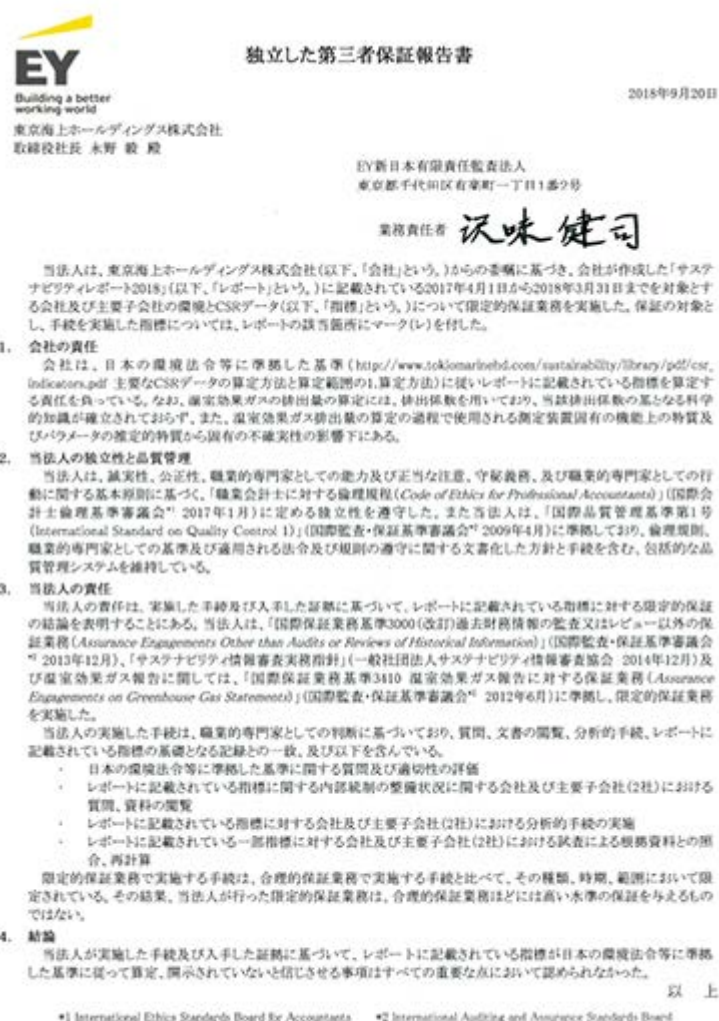 EY
Building a better
working world
独立した第三者保証報告書
2018年9月20日
東京海上ホールディングス株式会社
取締役社長 永野 毅 殿
EY新日本有限責任監査法人
東京都千代田区有楽町一丁目1番2号
業務責任者 沢味 健司
当法人は、東京海上ホールディングス株式会社(以下、「会社」という。)からの委嘱に基づき、会社が作成した「サステ
ナビリティレポート2018」(以下、「レポート」という。)に記載されている2017年4月1日から2018年3月31日までを対象とす
る会社及び主要子会社の環境とCSRデータ(以下、「指標」という。)について限定的保証業務を実施した。保証の対象と
し、手続を実施した指標については、レポートの該当箇所にマーク(レ)を付した。
1. 会社の責任
会社は、日本の環境法令等に準拠した基準(http://www.tokiomarinehd.com/sustainability/library/pdf/csr_
indicators.pdf 主要なCSRデータの算定方法と算定範囲の1.算定方法)に従いレポートに記載されている指標を算定す
る責任を負っている。なお、温室効果ガスの排出量の算定には、排出係数を用いており、当該排出係数の基となる科学
的知識が確立されておらず、また、温室効果ガス排出量の算定の過程で使用される測定装置固有の機能上の特質及
びパラメータの推定的特質から固有の不確実性の影響下にある。
2. 当法人の独立性と品質管理
当法人は、誠実性、公正性、職業的専門家としての能力及び正当な注意、守秘義務、及び職業的専門家としての行
動に関する基本原則に基づく、「職業会計士に対する倫理規程(Code of Ethics for Professional Accountants)」(国際会
計士倫理基準審議会*¹ 2017年1月)に定める独立性を遵守した。また当法人は、「国際品質管理基準第1号
(International Standard on Quality Control 1)」(国際監査・保証基準審議会*² 2009年4月)に準拠しており、倫理規則、
職業的専門家としての基準及び適用される法令及び規則の遵守に関する文書化した方針と手続を含む、包括的な品
質管理システムを維持している。
3. 当法人の責任
当法人の責任は、実施した手続及び入手した証拠に基づいて、レポートに記載されている指標に対する限定的保証
の結論を表明することにある。当法人は、「国際保証業務基準3000(改訂)過去財務情報の監査又はレビュー以外の保
証業務(Assurance Engagements Other than Audits or Reviews of Historical Information)」(国際監査・保証基準審議会
*² 2013年12月)、「サステナビリティ情報審査実務指針」(一般社団法人サステナビリティ情報審査協会 2014年12月)及
び温室効果ガス報告に関しては、「国際保証業務基準3410 温室効果ガス報告に対する保証業務(Assurance
Engagements on Greenhouse Gas Statements)」(国際監査・保証基準審議会*² 2012年6月)に準拠し、限定的保証業務
を実施した。
当法人の実施した手続は、職業的専門家としての判断に基づいており、質問、文書の閲覧、分析的手続、レポートに
記載されている指標の基礎となる記録との一致、及び以下を含んでいる。
・ 日本の環境法令等に準拠した基準に関する質問及び適切性の評価
・ レポートに記載されている指標に関する内部統制の整備状況に関する会社及び主要子会社(2社)における
質問、資料の閲覧
・ レポートに記載されている指標に対する会社及び主要子会社(2社)における分析的手続の実施
・ レポートに記載されている一部指標に対する会社及び主要子会社(2社)における試査による根拠資料との照
合、再計算
限定的保証業務で実施する手続は、合理的保証業務で実施する手続と比べて、その種類、時期、範囲において限
定されている。その結果、当法人が行った限定的保証業務は、合理的保証業務ほどには高い水準の保証を与えるもの
ではない。
4. 結論
当法人が実施した手続及び入手した証拠に基づいて、レポートに記載されている指標が日本の環境法令等に準拠
した基準に従って算定、開示されていないと信じさせる事項はすべての重要な点において認められなかった。
以 上
*1 International Ethics Standards Board for Accountants *2 International Auditing and Assurance Standards Board